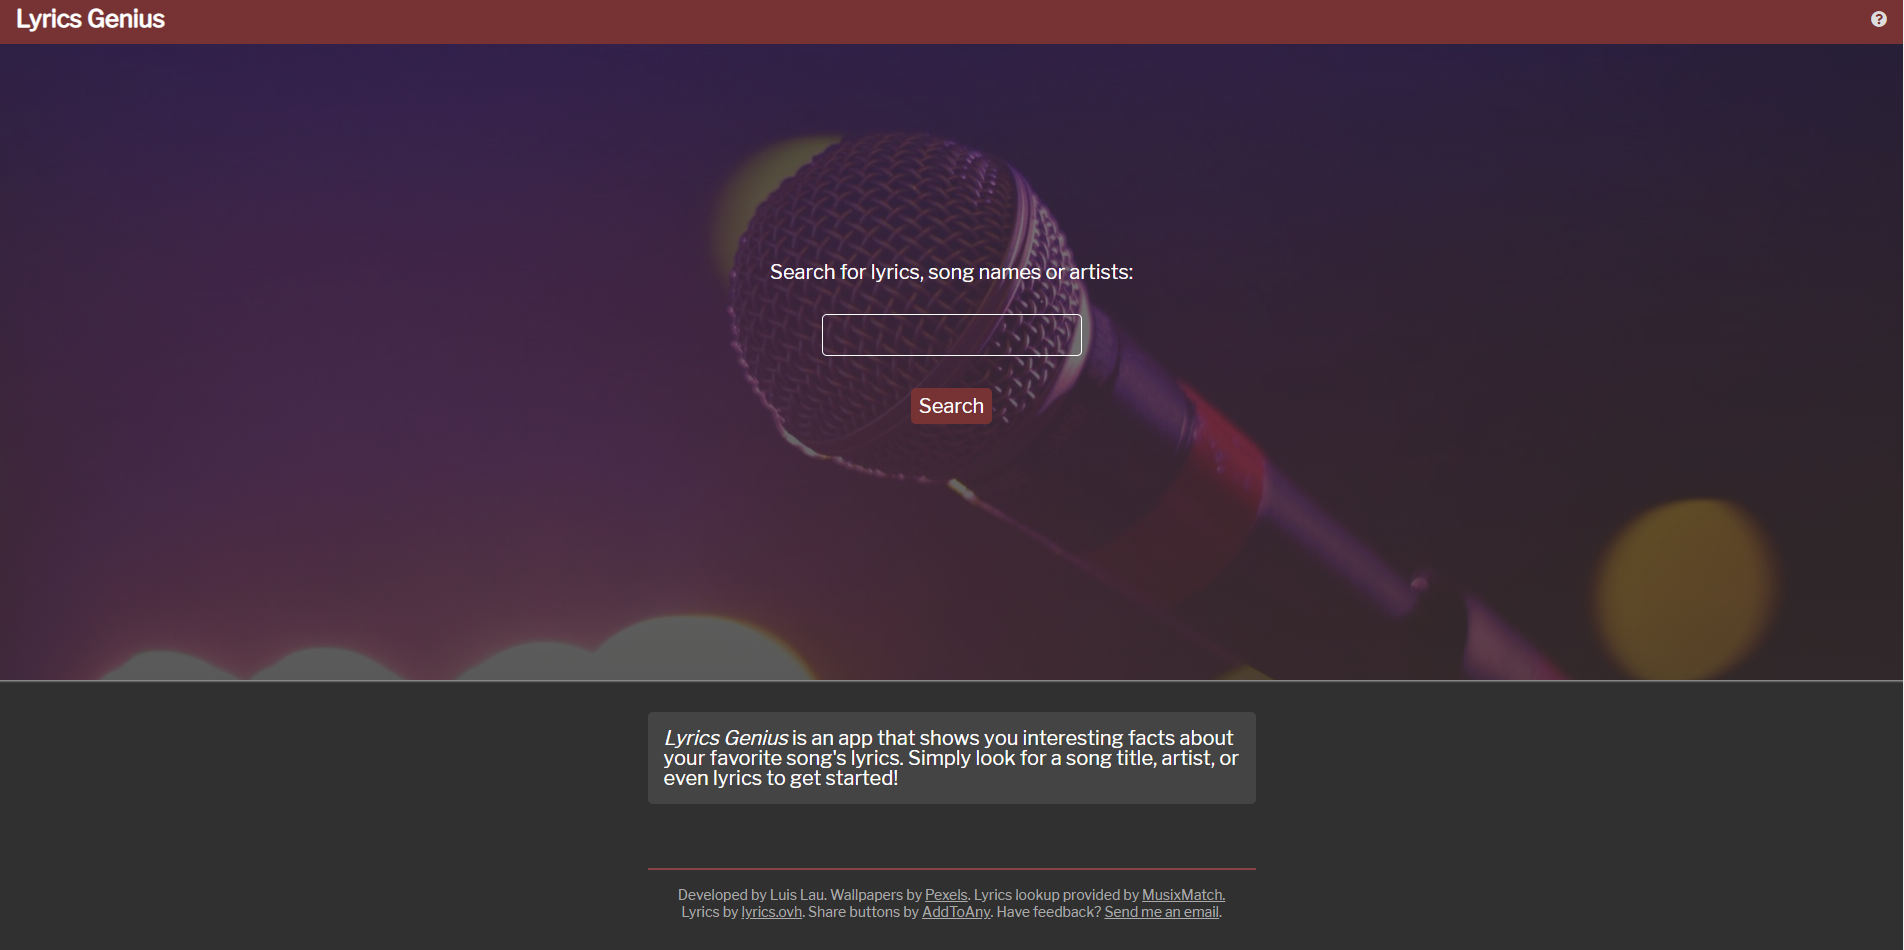 Lyrics Genius
?
Search for lyrics, song names or artists:
Search
Lyrics Genius is an app that shows you interesting facts about
your favorite song's lyrics. Simply look for a song title, artist, or
even lyrics to get started!
Developed by Luis Lau. Wallpapers by Pexels. Lyrics lookup provided by MusixMatch.
Lyrics by lyrics.ovh. Share buttons by AddToAny. Have feedback? Send me an email.